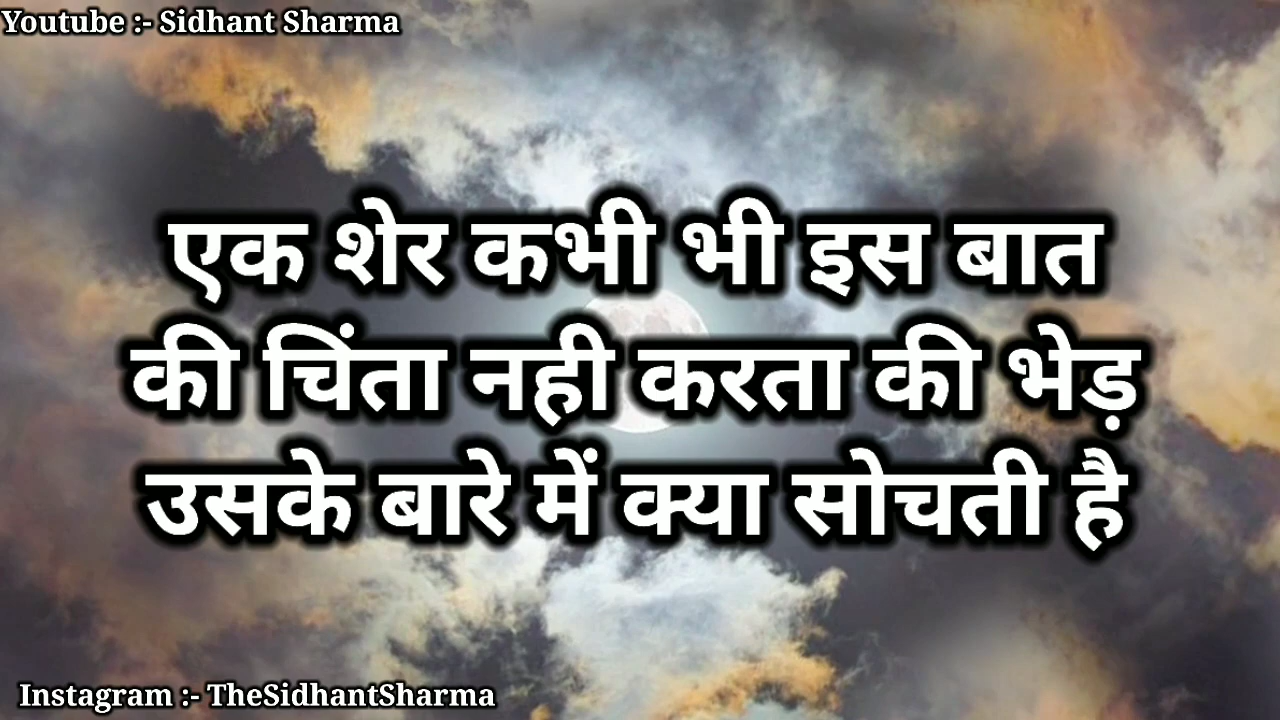 Youtube :- Sidhant Sharma
एक शेर कभी भी इस बात
की चिंता नही करता की भेड़
उसके बारे में क्या सोचती है
Instagram :- TheSidhantSharma